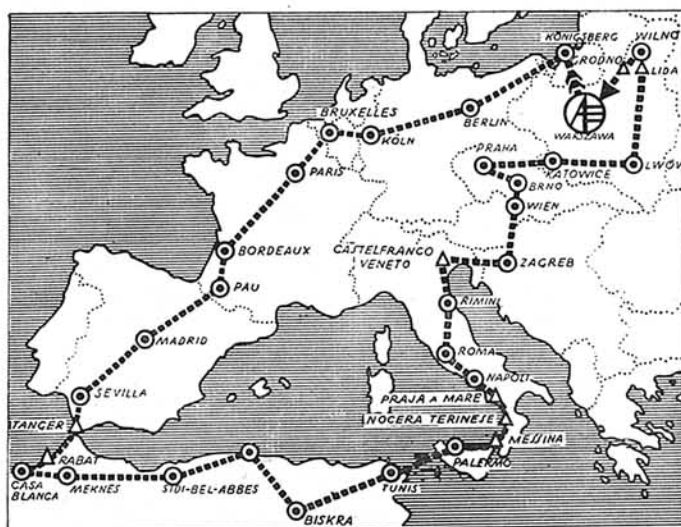 KÖNIGSBERG
WILNO
GRODNO
LIDA
WARSZAWA
BRUXELLES
KÖLN
BERLIN
PRAHA
KATOWICE
LWÓW
BRNO
PARIS
WIEN
BORDEAUX
CASTELFRANCO
VENETO
ZAGREB
PAU
RIMINI
MADRID
ROMA
NAPOLI
SEVILLA
PRAJA A MARE
NOCERA TERINESE
TANGER
MESSINA
PALERMO
RABAT
CASA
BLANCA
MEKNES
SIDI-BEL-ABBES
TUNIS
BISKRA